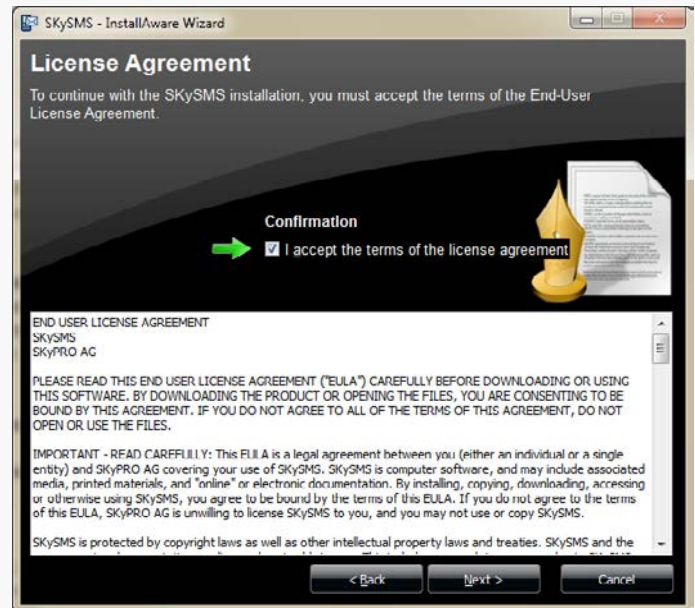 SKySMS - InstallAware Wizard
License Agreement
To continue with the SKySMS installation, you must accept the terms of the End-User
License Agreement.
Confirmation
I accept the terms of the license agreement
END USER LICENSE AGREEMENT
SKySMS
SKyPRO AG
PLEASE READ THIS END USER LICENSE AGREEMENT ("EULA") CAREFULLY BEFORE DOWNLOADING OR USING
THIS SOFTWARE. BY DOWNLOADING THE PRODUCT OR OPENING THE FILES, YOU ARE CONSENTING TO BE
BOUND BY THIS AGREEMENT. IF YOU DO NOT AGREE TO ALL OF THE TERMS OF THIS AGREEMENT, DO NOT
OPEN OR USE THE FILES.
IMPORTANT - READ CAREFULLY: This EULA is a legal agreement between you (either an individual or a single
entity) and SKyPRO AG covering your use of SKySMS. SKySMS is computer software, and may include associated
media, printed materials, and "online" or electronic documentation. By installing, copying, downloading, accessing
or otherwise using SKySMS, you agree to be bound by the terms of this EULA. If you do not agree to the terms
of this EULA, SKyPRO AG is unwilling to license SKySMS to you, and you may not use or copy SKySMS.
SKySMS is protected by copyright laws as well as other intellectual property laws and treaties. SKySMS and the
< Back
Next >
Cancel